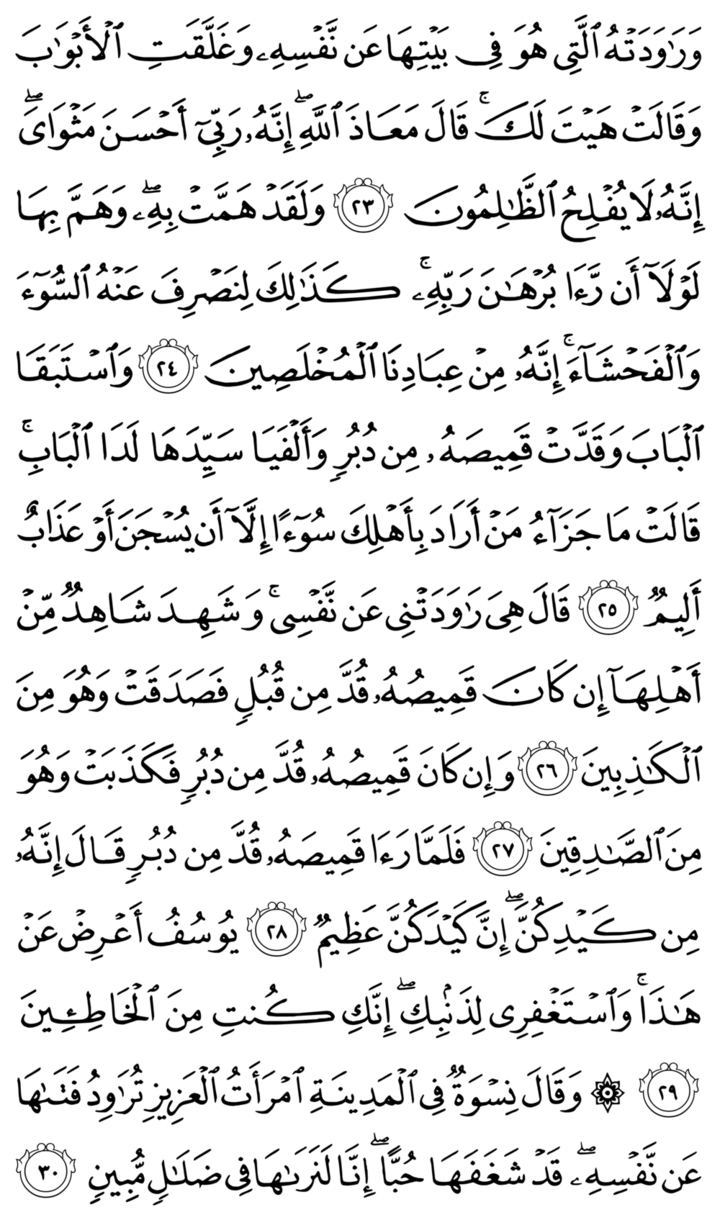 وَرَٰوَدَتۡهُ ٱلَّتِي هُوَ فِي بَيۡتِهَا عَن نَّفۡسِهِۦ وَغَلَّقَتِ ٱلۡأَبۡوَٰبَ
وَقَالَتۡ هَيۡتَ لَكَۚ قَالَ مَعَاذَ ٱللَّهِۖ إِنَّهُۥ رَبِّيٓ أَحۡسَنَ مَثۡوَايَۖ
إِنَّهُۥ لَا يُفۡلِحُ ٱلظَّٰلِمُونَ ٢٣ وَلَقَدۡ هَمَّتۡ بِهِۦۖ وَهَمَّ بِهَا
لَوۡلَآ أَن رَّءَا بُرۡهَٰنَ رَبِّهِۦۚ كَذَٰلِكَ لِنَصۡرِفَ عَنۡهُ ٱلسُّوٓءَ
وَٱلۡفَحۡشَآءَۚ إِنَّهُۥ مِنۡ عِبَادِنَا ٱلۡمُخۡلَصِينَ ٢٤ وَٱسۡتَبَقَا
ٱلۡبَابَ وَقَدَّتۡ قَمِيصَهُۥ مِن دُبُرٖ وَأَلۡفَيَا سَيِّدَهَا لَدَا ٱلۡبَابِۚ
قَالَتۡ مَا جَزَآءُ مَنۡ أَرَادَ بِأَهۡلِكَ سُوٓءًا إِلَّآ أَن يُسۡجَنَ أَوۡ عَذَابٌ
أَلِيمٞ ٢٥ قَالَ هِيَ رَٰوَدَتۡنِي عَن نَّفۡسِيۚ وَشَهِدَ شَاهِدٞ مِّنۡ
أَهۡلِهَآ إِن كَانَ قَمِيصُهُۥ قُدَّ مِن قُبُلٖ فَصَدَقَتۡ وَهُوَ مِنَ
ٱلۡكَٰذِبِينَ ٢٦ وَإِن كَانَ قَمِيصُهُۥ قُدَّ مِن دُبُرٖ فَكَذَبَتۡ وَهُوَ
مِنَ ٱلصَّٰدِقِينَ ٢٧ فَلَمَّا رَءَا قَمِيصَهُۥ قُدَّ مِن دُبُرٖ قَالَ إِنَّهُۥ
مِن كَيۡدِكُنَّۖ إِنَّ كَيۡدَكُنَّ عَظِيمٞ ٢٨ يُوسُفُ أَعۡرِضۡ عَنۡ
هَٰذَاۚ وَٱسۡتَغۡفِرِي لِذَنۢبِكِۖ إِنَّكِ كُنتِ مِنَ ٱلۡخَاطِـِٔينَ
٢٩ ۞ وَقَالَ نِسۡوَةٞ فِي ٱلۡمَدِينَةِ ٱمۡرَأَتُ ٱلۡعَزِيزِ تُرَٰوِدُ فَتَىٰهَا
عَن نَّفۡسِهِۦۖ قَدۡ شَغَفَهَا حُبًّاۖ إِنَّا لَنَرَىٰهَا فِي ضَلَٰلٖ مُّبِينٖ ٣٠